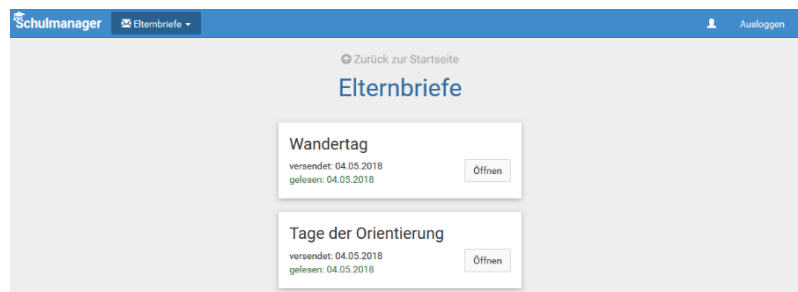 Schulmanager Elternbriefe Ausloggen
Zurück zur Startseite
Elternbriefe
Wandertag
versendet: 04.05.2018
gelesen: 04.05.2018
Öffnen
Tage der Orientierung
versendet: 04.05.2018
gelesen: 04.05.2018
Öffnen